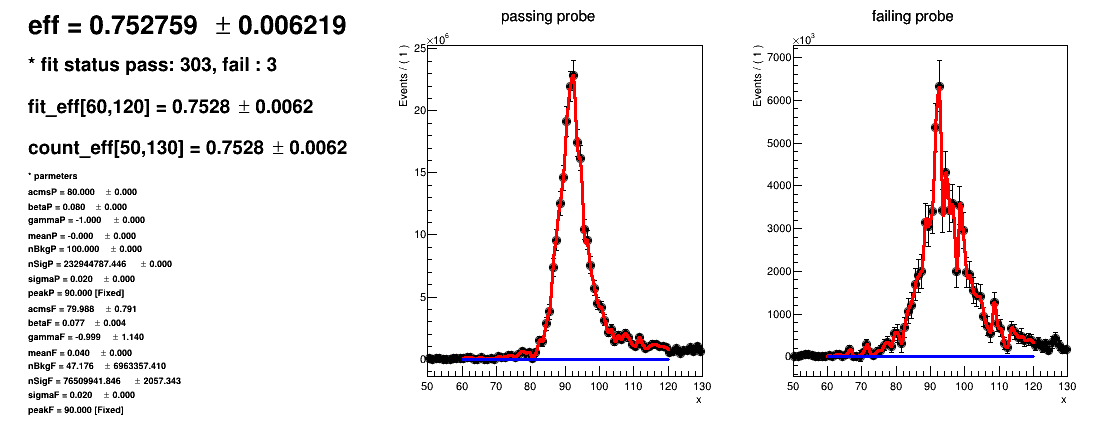 eff = 0.752759 ± 0.006219
* fit status pass: 303, fail : 3
fit_eff[60,120] = 0.7528 ± 0.0062
count_eff[50,130] = 0.7528 ± 0.0062
* parmeters
acmsP = 80.000 ± 0.000
betaP = 0.080 ± 0.000
gammaP = -1.000 ± 0.000
meanP = -0.000 ± 0.000
nBkgP = 100.000 ± 0.000
nSigP = 232944787.446 ± 0.000
sigmaP = 0.020 ± 0.000
peakP = 90.000 [Fixed]
acmsF = 79.988 ± 0.791
betaF = 0.077 ± 0.004
gammaF = -0.999 ± 1.140
meanF = 0.040 ± 0.000
nBkgF = 47.176 ± 6963357.410
nSigF = 76509941.846 ± 2057.343
sigmaF = 0.020 ± 0.000
peakF = 90.000 [Fixed]
passing probe
×10⁶
Events / ( 1 )
25
20
15
10
5
0
50 60 70 80 90 100 110 120 130
x
failing probe
×10³
Events / ( 1 )
7000
6000
5000
4000
3000
2000
1000
0
50 60 70 80 90 100 110 120 130
x